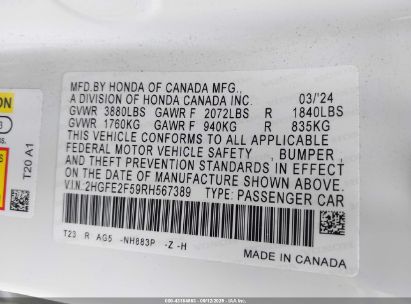 MFD.BY HONDA OF CANADA MFG.,
A DIVISION OF HONDA CANADA INC. 03/'24
GVWR 3880LBS GAWR F 2072LBS R 1840LBS
GVWR 1760KG GAWR F 940KG R 835KG
THIS VEHICLE CONFORMS TO ALL APPLICABLE
FEDERAL MOTOR VEHICLE SAFETY , BUMPER ,
AND THEFT PREVENTION STANDARDS IN EFFECT
ON THE DATE OF MANUFACTURE SHOWN ABOVE.
V I N:2HGFE2F59RH567389 TYPE: PASSENGER CAR
T23 R AG5 -NH883P -Z -H
MADE IN CANADA
T20 A1
ON